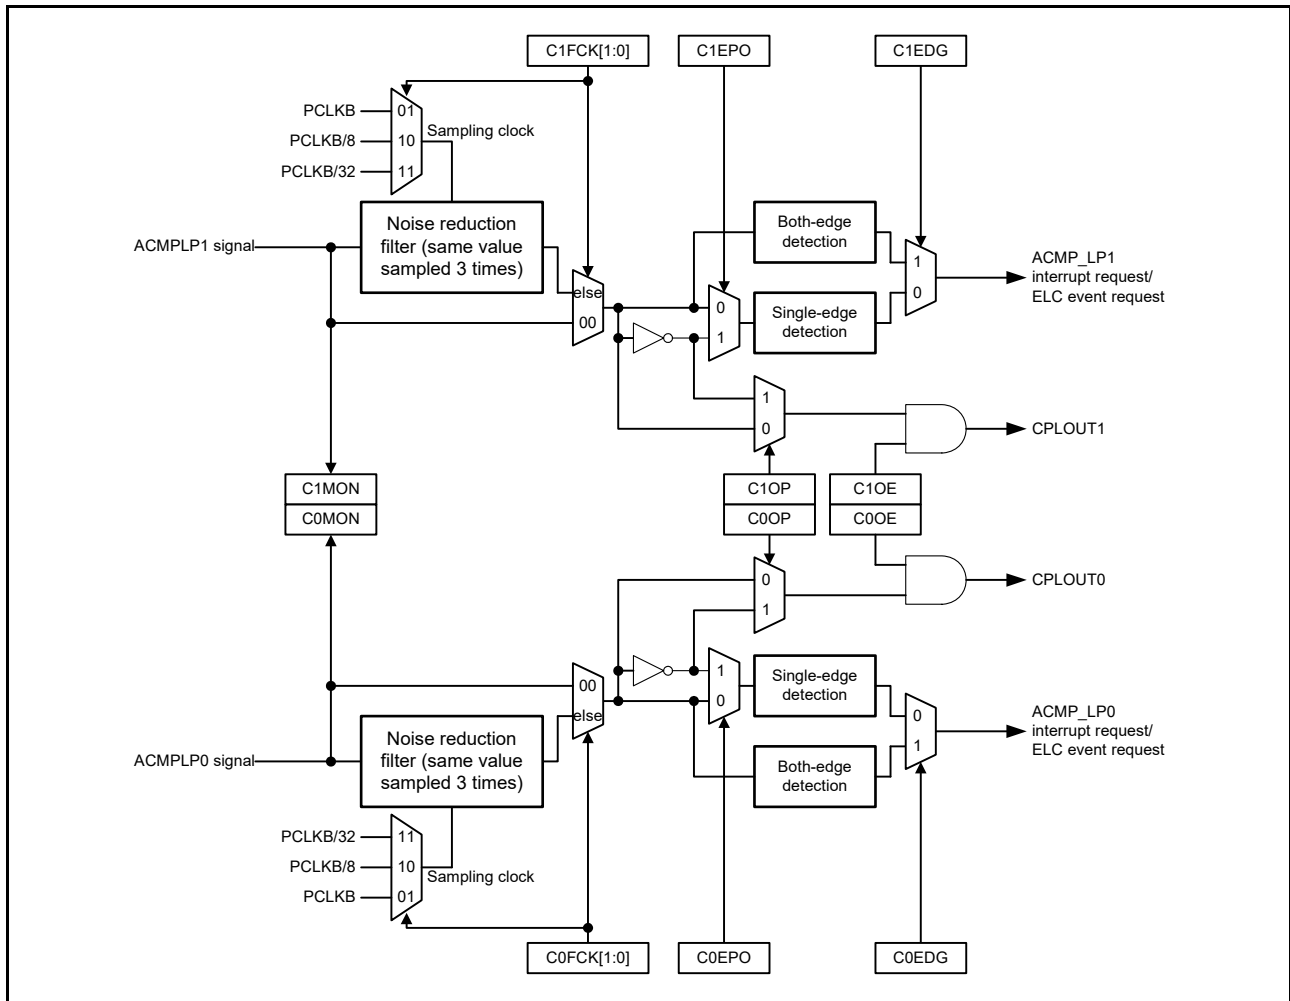 C1FCK[1:0]
C1EPO
C1EDG
PCLKB
01
PCLKB/8
10
Sampling clock
PCLKB/32
11
ACMPLP1 signal
Noise reduction
filter (same value
sampled 3 times)
else
00
Both-edge
detection
0
1
Single-edge
detection
1
0
ACMP_LP1
interrupt request/
ELC event request
1
0
CPLOUT1
C1MON
C0MON
C1OP
C0OP
C1OE
C0OE
0
1
CPLOUT0
00
else
1
0
Single-edge
detection
Both-edge
detection
0
1
ACMP_LP0
interrupt request/
ELC event request
ACMPLP0 signal
Noise reduction
filter (same value
sampled 3 times)
PCLKB/32
11
PCLKB/8
10
Sampling clock
PCLKB
01
C0FCK[1:0]
C0EPO
C0EDG